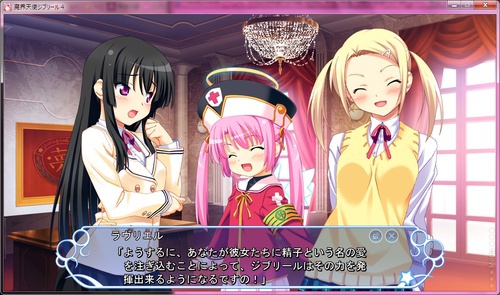 魔界天使ジブリール4
ラヴリエル
「ようするに、あなたが彼女たちに精子という名の愛
を注ぎ込むことによって、ジブリールはその力を発
揮出来るようになるですの！」